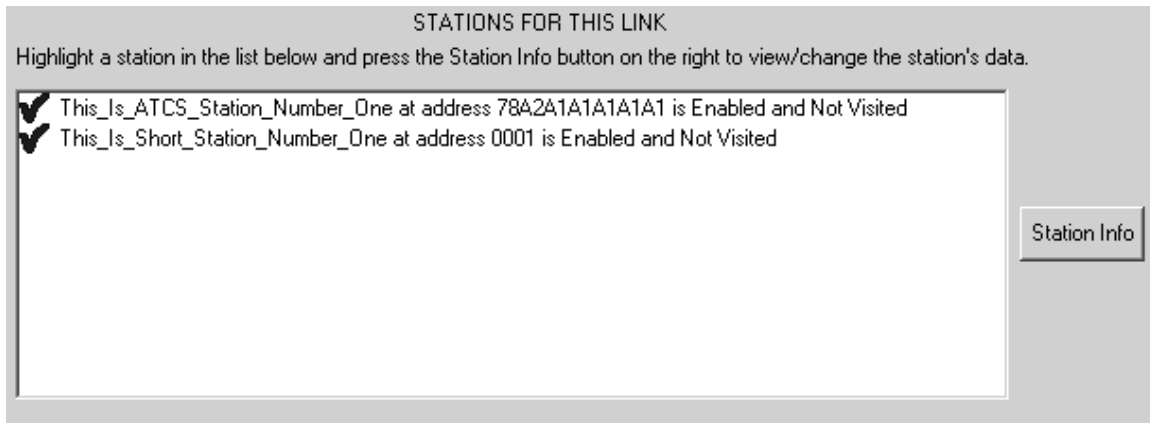 STATIONS FOR THIS LINK
Highlight a station in the list below and press the Station Info button on the right to view/change the station's data.
This_Is_ATCS_Station_Number_One at address 78A2A1A1A1A1A1 is Enabled and Not Visited
This_Is_Short_Station_Number_One at address 0001 is Enabled and Not Visited
Station Info